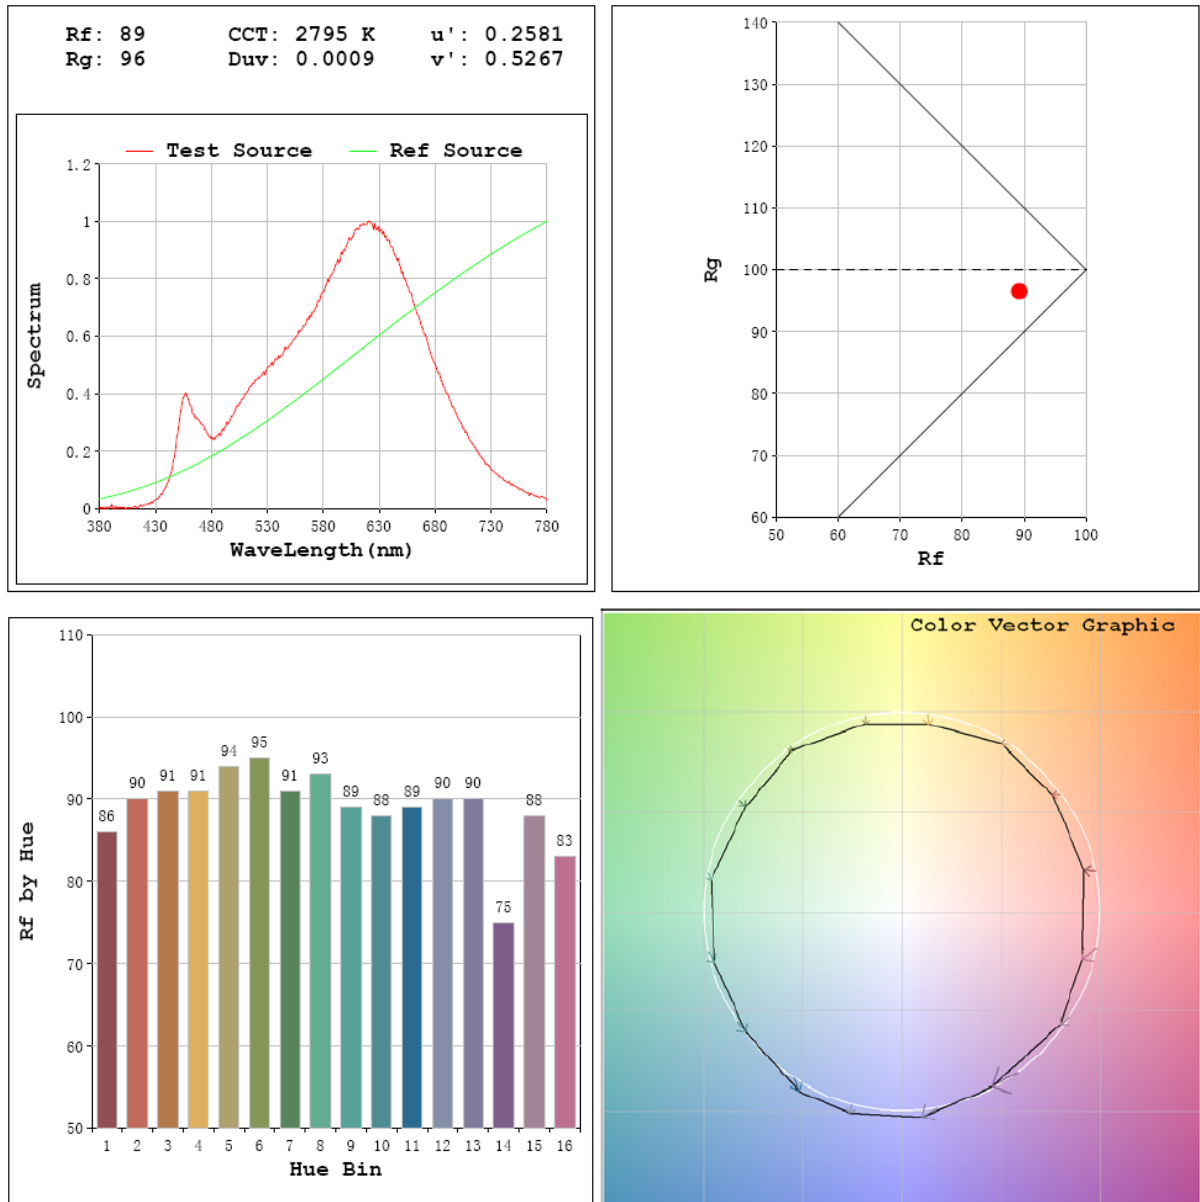 Rf: 89 CCT: 2795 K u': 0.2581
Rg: 96 Duv: 0.0009 v': 0.5267
Test Source Ref Source
1.2
1
0.8
0.6
0.4
0.2
0
Spectrum
380 430 480 530 580 630 680 730 780
WaveLength(nm)
140
130
120
110
100
90
80
70
60
Rg
50 60 70 80 90 100
Rf
110
100
90
80
70
60
50
Rf by Hue
86 90 91 91 94 95 91 93 89 88 89 90 90 75 88 83
1 2 3 4 5 6 7 8 9 10 11 12 13 14 15 16
Hue Bin
Color Vector Graphic